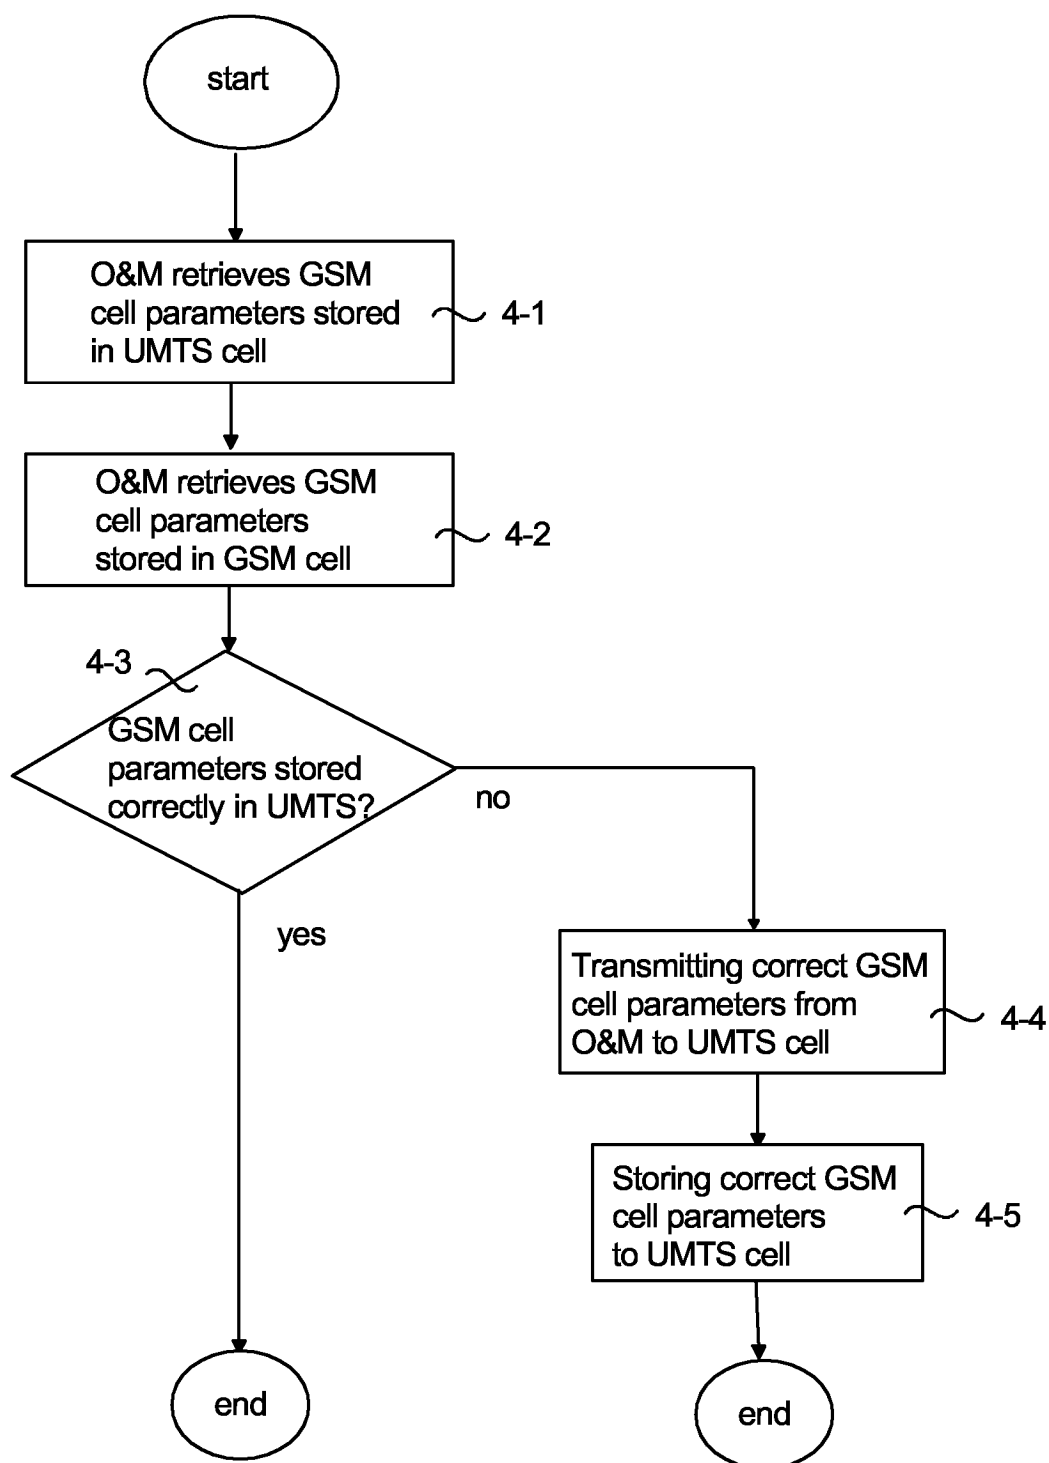 start
O&M retrieves GSM
cell parameters stored
in UMTS cell
4-1
O&M retrieves GSM
cell parameters
stored in GSM cell
4-2
4-3
GSM cell
parameters stored
correctly in UMTS?
no
yes
Transmitting correct GSM
cell parameters from
O&M to UMTS cell
4-4
Storing correct GSM
cell parameters
to UMTS cell
4-5
end
end